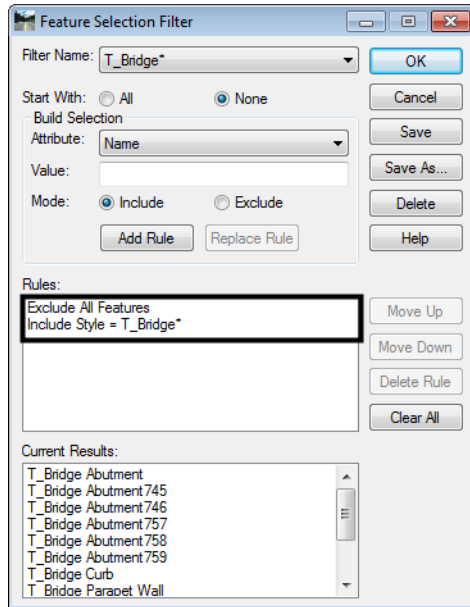 Feature Selection Filter
Filter Name: T_Bridge*
OK
Start With: All None
Cancel
Build Selection
Attribute: Name
Save
Value:
Save As...
Mode: Include Exclude
Delete
Add Rule Replace Rule
Help
Rules:
Exclude All Features
Include Style = T_Bridge*
Move Up
Move Down
Delete Rule
Clear All
Current Results:
T_Bridge Abutment
T_Bridge Abutment745
T_Bridge Abutment746
T_Bridge Abutment757
T_Bridge Abutment758
T_Bridge Abutment759
T_Bridge Curb
T_Bridge Parapet Wall